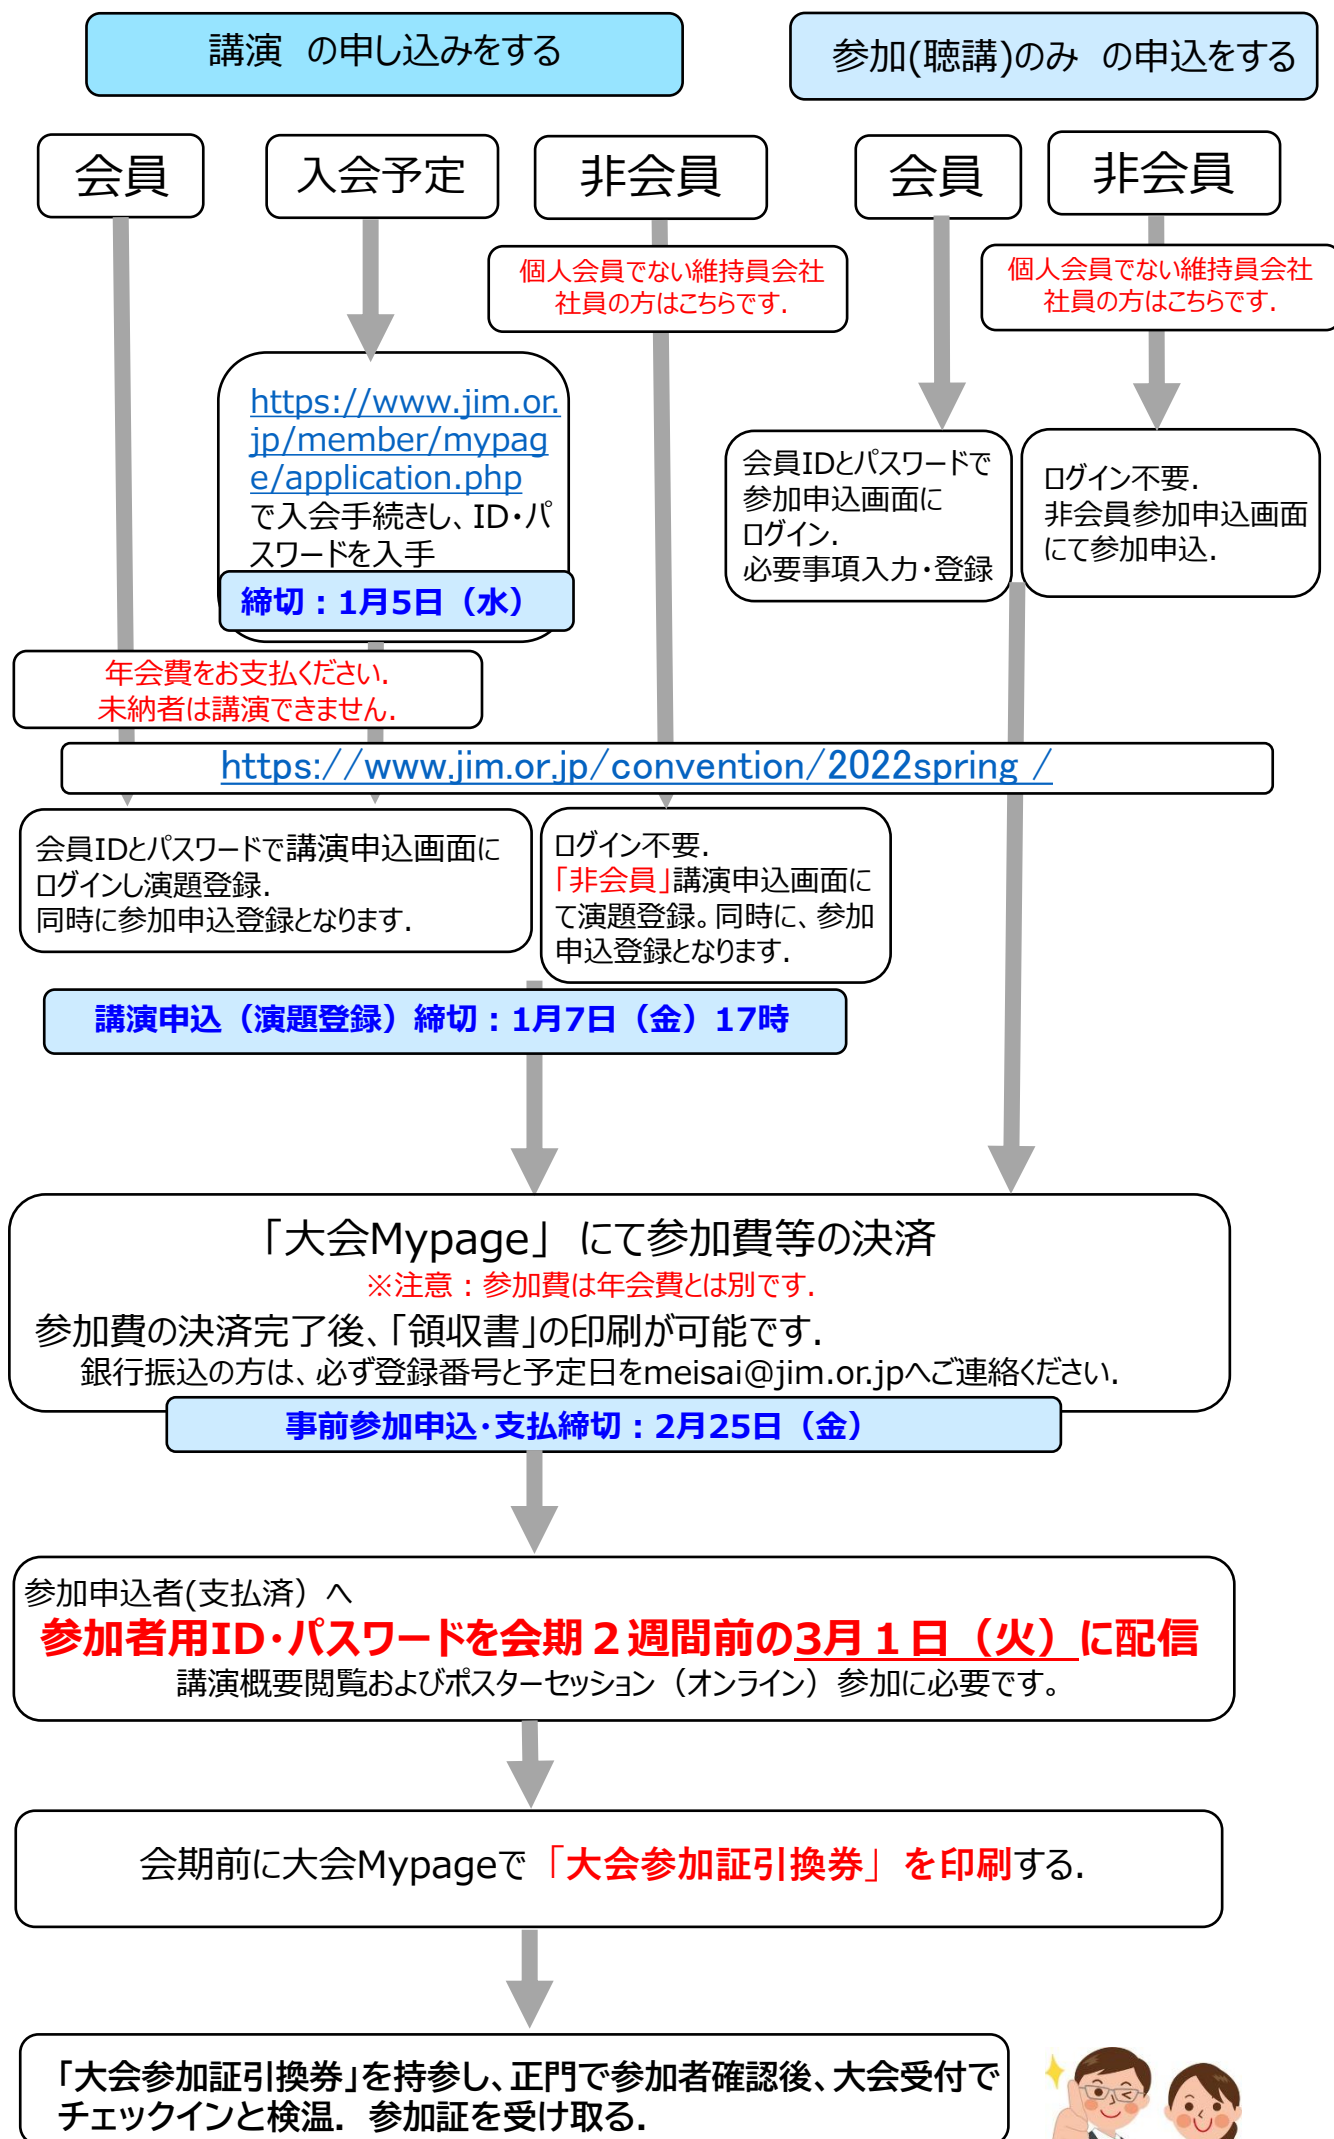 講演 の申し込みをする
参加(聴講)のみ の申込をする
会員
入会予定
非会員
会員
非会員
個人会員でない維持員会社
社員の方はこちらです.
個人会員でない維持員会社
社員の方はこちらです.
https://www.jim.or.
jp/member/mypag
e/application.php
で入会手続きし、ID・パ
スワードを入手
締切：1月5日（水）
会員IDとパスワードで
参加申込画面に
ログイン.
必要事項入力・登録
ログイン不要.
非会員参加申込画面
にて参加申込.
年会費をお支払ください.
未納者は講演できません.
https://www.jim.or.jp/convention/2022spring /
会員IDとパスワードで講演申込画面に
ログインし演題登録.
同時に参加申込登録となります.
ログイン不要.
「非会員」講演申込画面に
て演題登録。同時に、参加
申込登録となります.
講演申込（演題登録）締切：1月7日（金）17時
「大会Mypage」 にて参加費等の決済
※注意：参加費は年会費とは別です.
参加費の決済完了後、「領収書」の印刷が可能です.
銀行振込の方は、必ず登録番号と予定日をmeisai@jim.or.jpへご連絡ください.
事前参加申込・支払締切：2月25日（金）
参加申込者(支払済）へ
参加者用ID・パスワードを会期２週間前の3月１日（火）に配信
講演概要閲覧およびポスターセッション（オンライン）参加に必要です。
会期前に大会Mypageで「大会参加証引換券」を印刷する.
「大会参加証引換券」を持参し、正門で参加者確認後、大会受付で
チェックインと検温. 参加証を受け取る.